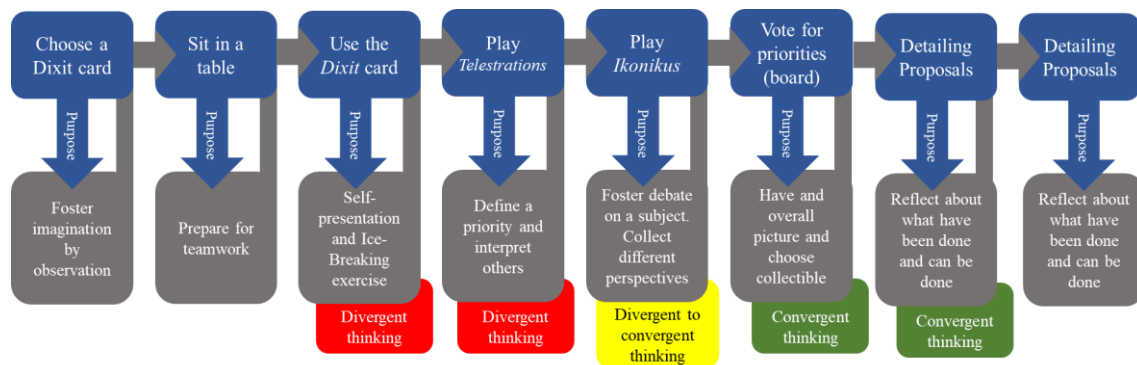 Choose a
Dixit card
Sit in a
table
Use the
Dixit card
Play
Telestrations
Play
Ikonikus
Vote for
priorities
(board)
Detailing
Proposals
Detailing
Proposals
Purpose
Purpose
Purpose
Purpose
Purpose
Purpose
Purpose
Purpose
Foster
imagination
by
observation
Prepare for
teamwork
Self-
presentation
and Ice-
Breaking
exercise
Define a
priority and
interpret
others
Foster debate
on a subject.
Collect
different
perspectives
Have and
overall
picture and
choose
collectible
Reflect about
what have
been done
and can be
done
Reflect about
what have
been done
and can be
done
Divergent
thinking
Divergent
thinking
Divergent to
convergent
thinking
Convergent
thinking
Convergent
thinking